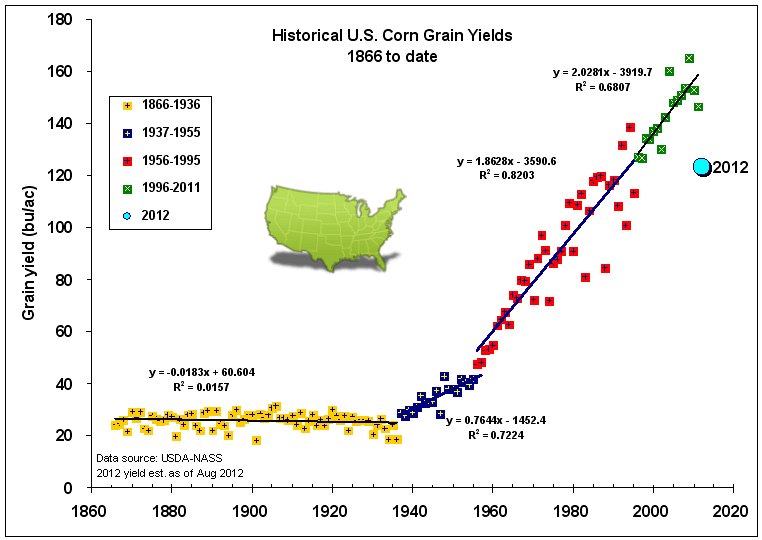 Historical U.S. Corn Grain Yields
1866 to date
Grain yield (bu/ac)
180
160
140
120
100
80
60
40
20
0
1860
1880
1900
1920
1940
1960
1980
2000
2020
1866-1936
1937-1955
1956-1995
1996-2011
2012
y = 2.0281x - 3919.7
R² = 0.6807
y = 1.8628x - 3590.6
R² = 0.8203
2012
y = -0.0183x + 60.604
R² = 0.0157
y = 0.7644x - 1452.4
R² = 0.7224
Data source: USDA-NASS
2012 yield est. as of Aug 2012